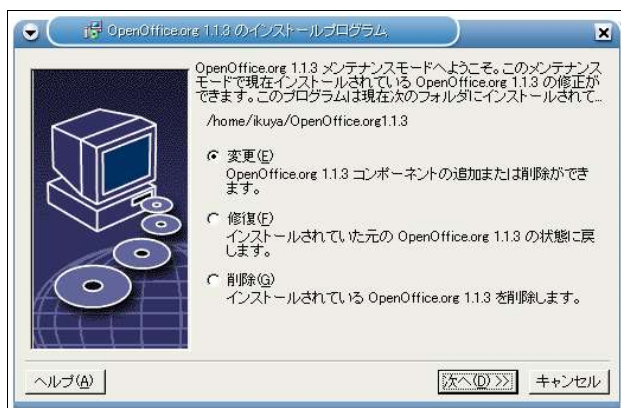 OpenOffice.org 1.1.3 のインストールプログラム
OpenOffice.org 1.1.3 メンテナンスモードへようこそ。このメンテナンス
モードで現在インストールされている OpenOffice.org 1.1.3 の修正が
できます。このプログラムは現在次のフォルダにインストールされて...
/home/ikuya/OpenOffice.org1.1.3
変更(E)
OpenOffice.org 1.1.3 コンポーネントの追加または削除ができ
ます。
修復(F)
インストールされていた元の OpenOffice.org 1.1.3 の状態に戻
します。
削除(G)
インストールされている OpenOffice.org 1.1.3 を削除します。
ヘルプ(A)
次へ(D) >>
キャンセル